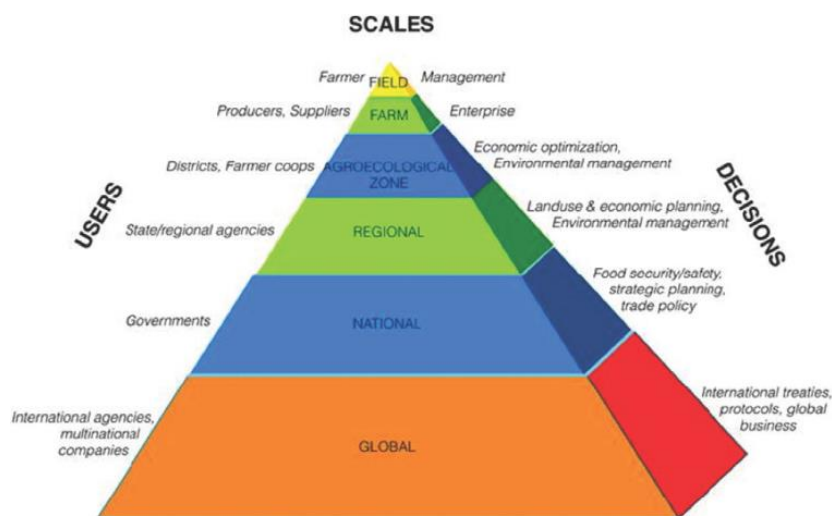 SCALES
Farmer FIELD Management
Producers, Suppliers FARM Enterprise
Districts, Farmer coops AGROECOLOGICAL ZONE
Economic optimization,
Environmental management
USERS
DECISIONS
State/regional agencies REGIONAL
Landuse & economic planning,
Environmental management
Governments NATIONAL
Food security/safety,
strategic planning,
trade policy
International agencies,
multinational
companies
GLOBAL
International treaties,
protocols, global
business